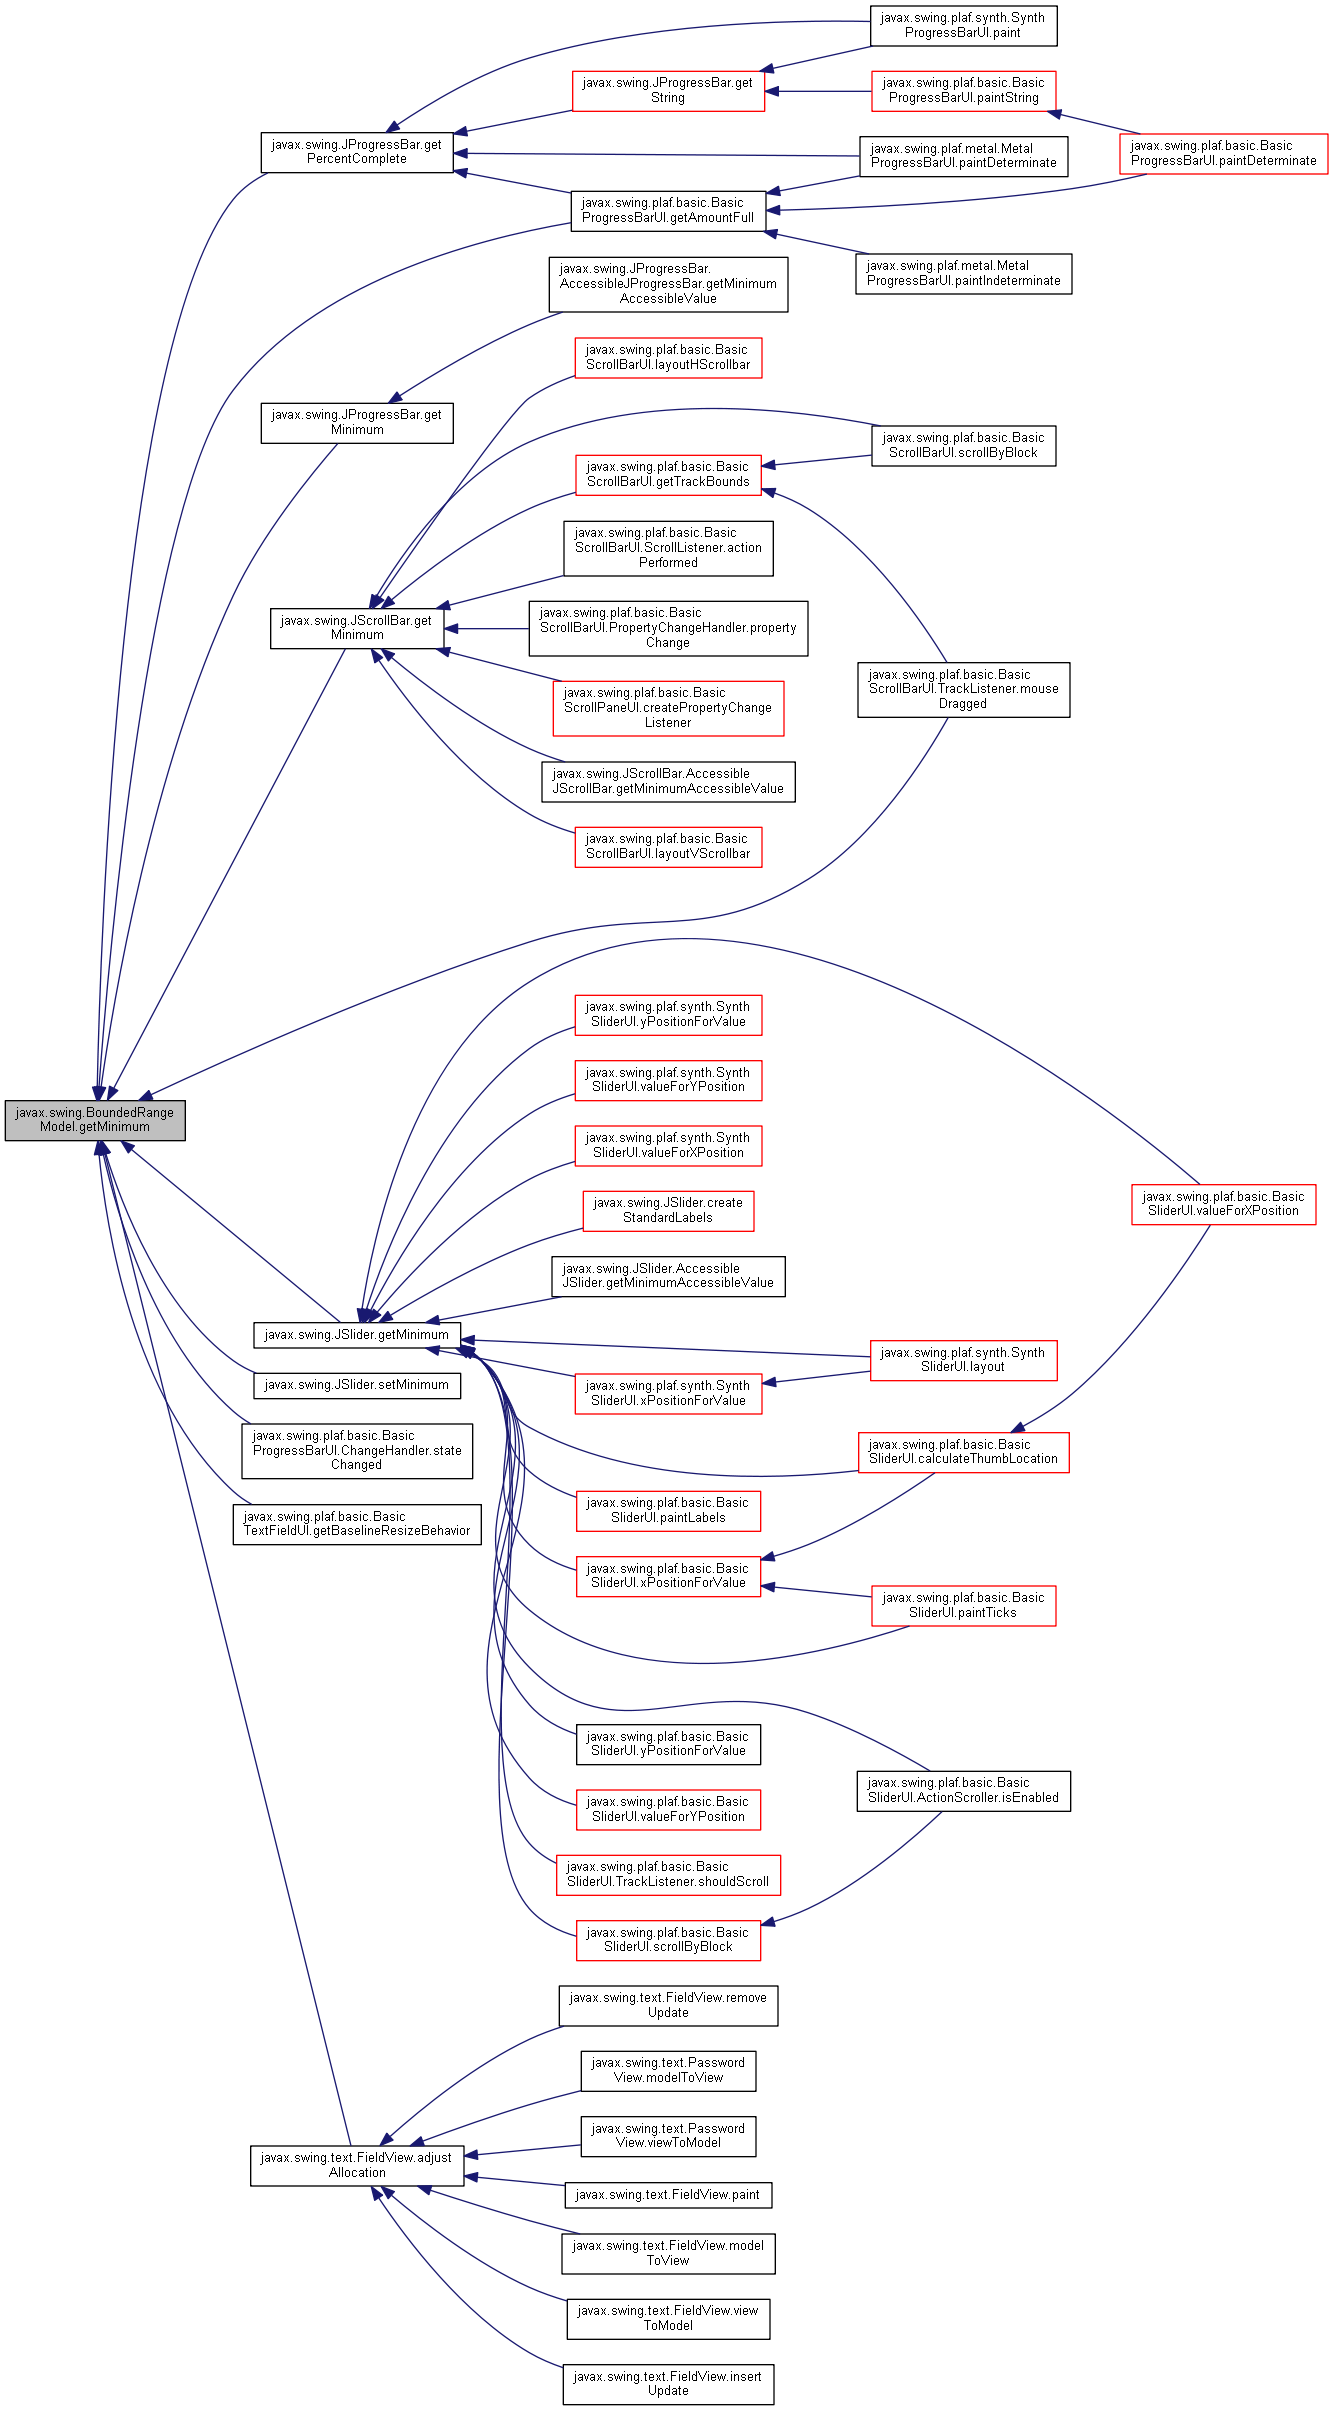 javax.swing.plaf.synth.Synth
ProgressBarUI.paint
javax.swing.JProgressBar.get
String
javax.swing.plaf.basic.Basic
ProgressBarUI.paintString
javax.swing.JProgressBar.get
PercentComplete
javax.swing.plaf.metal.Metal
ProgressBarUI.paintDeterminate
javax.swing.plaf.basic.Basic
ProgressBarUI.paintDeterminate
javax.swing.plaf.basic.Basic
ProgressBarUI.getAmountFull
javax.swing.plaf.metal.Metal
ProgressBarUI.paintIndeterminate
javax.swing.JProgressBar.
AccessibleJProgressBar.getMinimum
AccessibleValue
javax.swing.plaf.basic.Basic
ScrollBarUI.layoutHScrollbar
javax.swing.JProgressBar.get
Minimum
javax.swing.plaf.basic.Basic
ScrollBarUI.scrollByBlock
javax.swing.plaf.basic.Basic
ScrollBarUI.getTrackBounds
javax.swing.plaf.basic.Basic
ScrollBarUI.ScrollListener.action
Performed
javax.swing.JScrollBar.get
Minimum
javax.swing.plaf.basic.Basic
ScrollBarUI.PropertyChangeHandler.property
Change
javax.swing.plaf.basic.Basic
ScrollBarUI.TrackListener.mouse
Dragged
javax.swing.plaf.basic.Basic
ScrollPaneUI.createPropertyChange
Listener
javax.swing.JScrollBar.Accessible
JScrollBar.getMinimumAccessibleValue
javax.swing.plaf.basic.Basic
ScrollBarUI.layoutVScrollbar
javax.swing.plaf.synth.Synth
SliderUI.yPositionForValue
javax.swing.plaf.synth.Synth
SliderUI.valueForYPosition
javax.swing.BoundedRange
Model.getMinimum
javax.swing.plaf.synth.Synth
SliderUI.valueForXPosition
javax.swing.JSlider.create
StandardLabels
javax.swing.plaf.basic.Basic
SliderUI.valueForXPosition
javax.swing.JSlider.Accessible
JSlider.getMinimumAccessibleValue
javax.swing.JSlider.getMinimum
javax.swing.plaf.synth.Synth
SliderUI.layout
javax.swing.JSlider.setMinimum
javax.swing.plaf.synth.Synth
SliderUI.xPositionForValue
javax.swing.plaf.basic.Basic
ProgressBarUI.ChangeHandler.state
Changed
javax.swing.plaf.basic.Basic
SliderUI.calculateThumbLocation
javax.swing.plaf.basic.Basic
TextFieldUI.getBaselineResizeBehavior
javax.swing.plaf.basic.Basic
SliderUI.paintLabels
javax.swing.plaf.basic.Basic
SliderUI.xPositionForValue
javax.swing.plaf.basic.Basic
SliderUI.paintTicks
javax.swing.plaf.basic.Basic
SliderUI.yPositionForValue
javax.swing.plaf.basic.Basic
SliderUI.ActionScroller.isEnabled
javax.swing.plaf.basic.Basic
SliderUI.valueForYPosition
javax.swing.plaf.basic.Basic
SliderUI.TrackListener.shouldScroll
javax.swing.plaf.basic.Basic
SliderUI.scrollByBlock
javax.swing.text.FieldView.remove
Update
javax.swing.text.Password
View.modelToView
javax.swing.text.Password
View.viewToModel
javax.swing.text.FieldView.adjust
Allocation
javax.swing.text.FieldView.paint
javax.swing.text.FieldView.model
ToView
javax.swing.text.FieldView.view
ToModel
javax.swing.text.FieldView.insert
Update